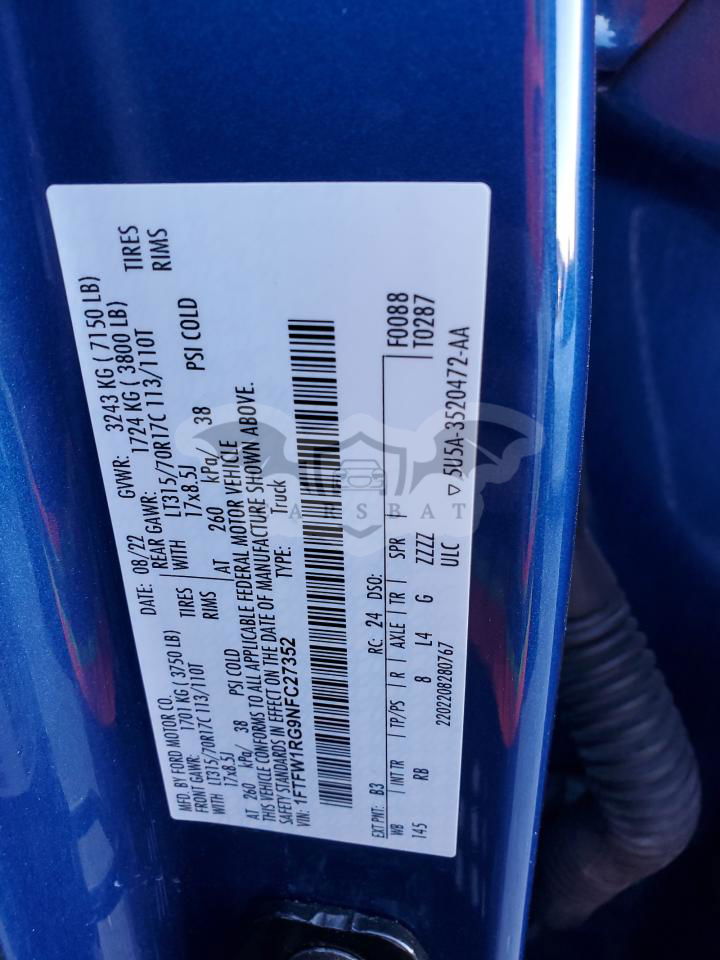 MFD. BY FORD MOTOR CO.
DATE: 08/22 GVWR: 3243 KG ( 7150 LB)
FRONT GAWR: 1701 KG ( 3750 LB) REAR GAWR: 1724 KG ( 3800 LB)
WITH LT315/70R17C 113/110T TIRES WITH LT315/70R17C 113/110T TIRES
17x8.5J RIMS 17x8.5J RIMS
AT 260 kPa/ 38 PSI COLD AT 260 kPa/ 38 PSI COLD
THIS VEHICLE CONFORMS TO ALL APPLICABLE FEDERAL MOTOR VEHICLE
SAFETY STANDARDS IN EFFECT ON THE DATE OF MANUFACTURE SHOWN ABOVE.
VIN: 1FTFW1RG9NFC27352 TYPE: Truck
EXT PNT: B3 RC: 24 DSO: F0088
WB INTTR TP/PS R AXLE TR SPR T0287
145 RB 8 L4 G ZZZZ
2202208280767 ULC ▽5U5A-3520472-AA
CARSBAT